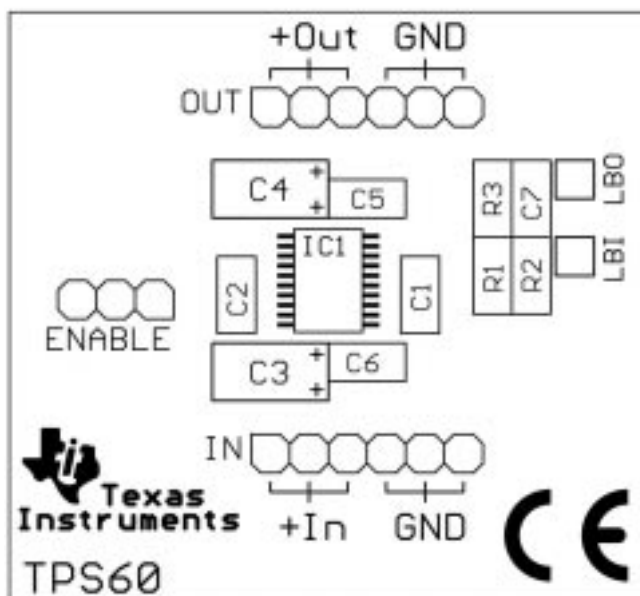 +Out GND
OUT
C4
C5
R3
C7
LBO
IC1
C2
C1
R1
R2
LBI
ENABLE
C3
C6
IN
+In GND
Texas
Instruments
CE
TPS60